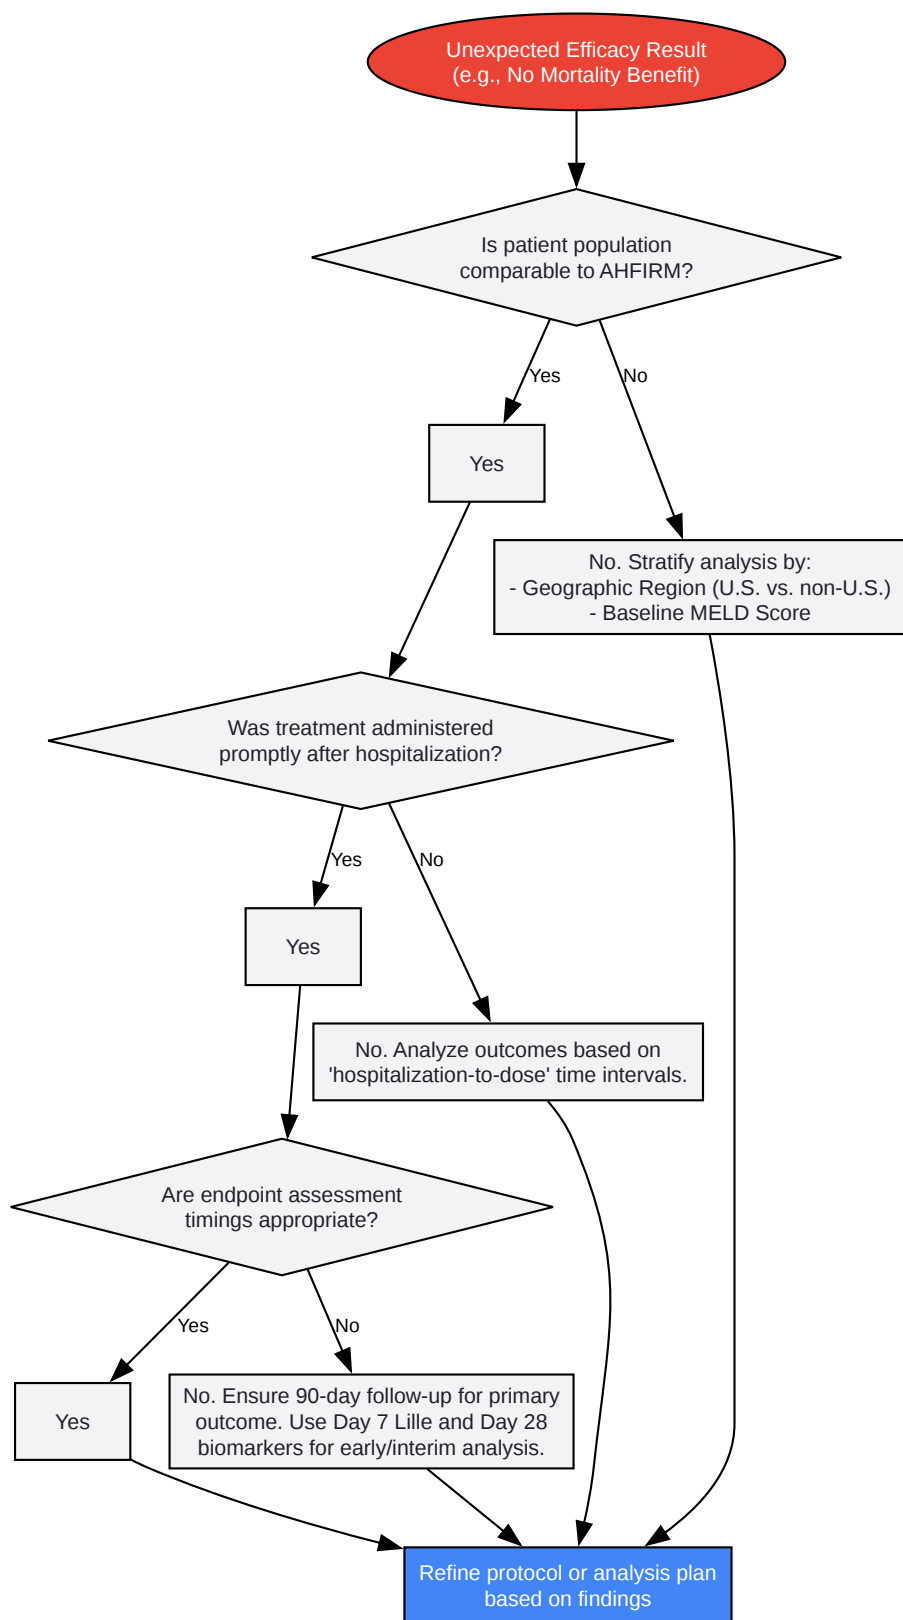 Unexpected Efficacy Result
(e.g., No Mortality Benefit)
Is patient population
comparable to AHFIRM?
Yes
No
Yes
No. Stratify analysis by:
- Geographic Region (U.S. vs. non-U.S.)
- Baseline MELD Score
Was treatment administered
promptly after hospitalization?
Yes
No
Yes
No. Analyze outcomes based on
'hospitalization-to-dose' time intervals.
Are endpoint assessment
timings appropriate?
Yes
No
Yes
No. Ensure 90-day follow-up for primary
outcome. Use Day 7 Lille and Day 28
biomarkers for early/interim analysis.
Refine protocol or analysis plan
based on findings